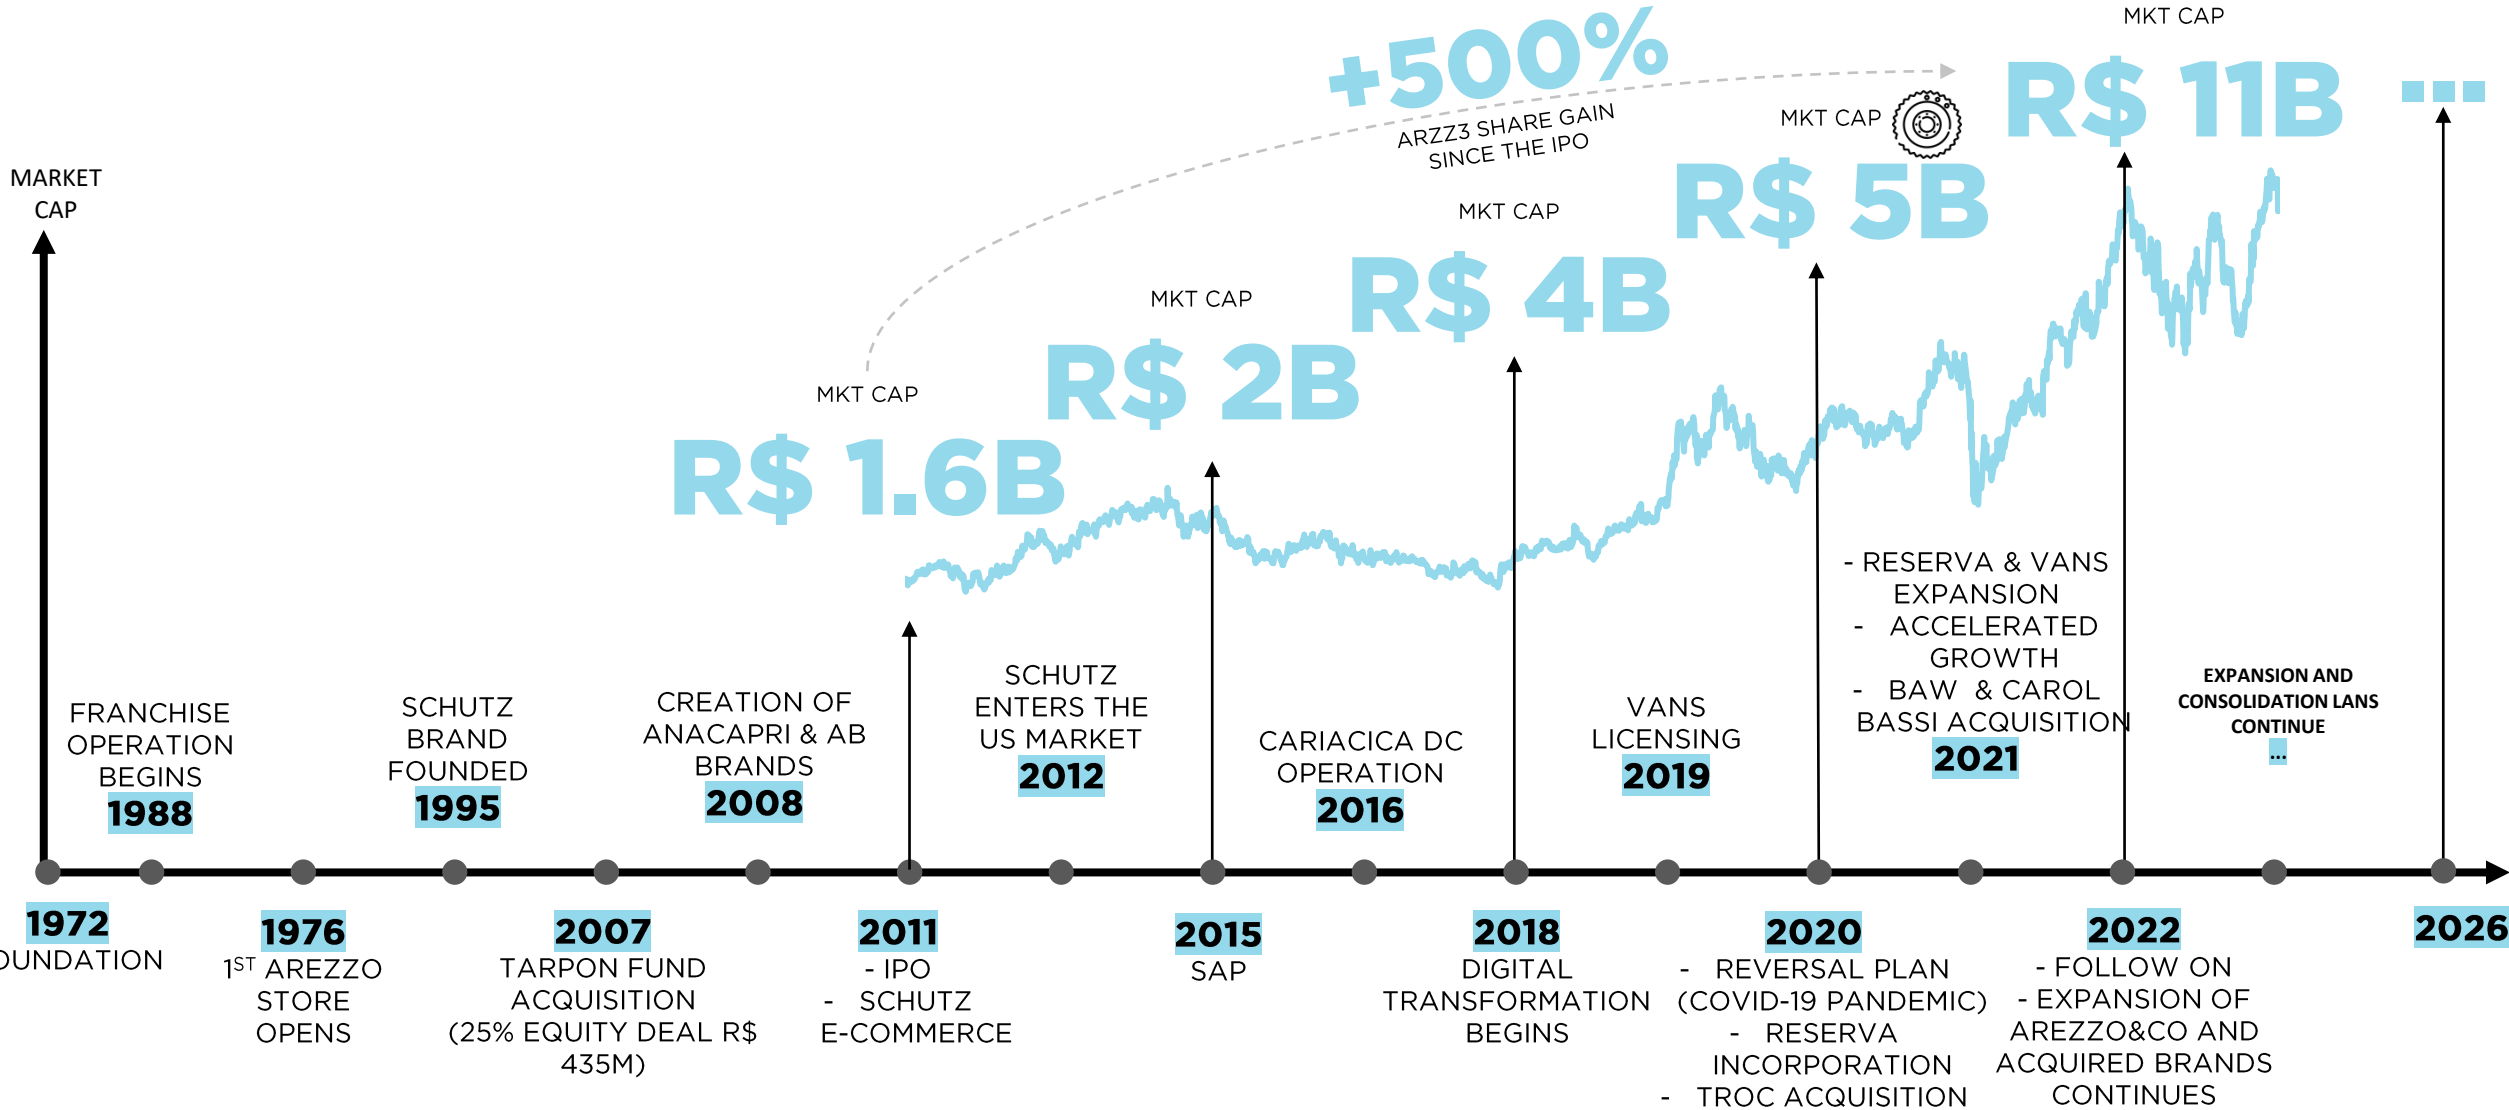 MKT CAP
+500%
R$ 11B
...
ARZZ3 SHARE GAIN
SINCE THE IPO
MKT CAP
R$ 5B
MARKET
CAP
MKT CAP
R$ 4B
MKT CAP
R$ 2B
MKT CAP
R$ 1.6B
FRANCHISE
OPERATION
BEGINS
1988
SCHUTZ
BRAND
FOUNDED
1995
CREATION OF
ANACAPRI & AB
BRANDS
2008
SCHUTZ
ENTERS THE
US MARKET
2012
CARIACICA DC
OPERATION
2016
VANS
LICENSING
2019
- RESERVA & VANS
EXPANSION
- ACCELERATED
GROWTH
- BAW & CAROL
BASSI ACQUISITION
2021
EXPANSION AND
CONSOLIDATION LANS
CONTINUE
...
1972
OUNDATION
1976
1ST AREZZO
STORE
OPENS
2007
TARPON FUND
ACQUISITION
(25% EQUITY DEAL R$
435M)
2011
- IPO
- SCHUTZ
E-COMMERCE
2015
SAP
2018
DIGITAL
TRANSFORMATION
BEGINS
2020
- REVERSAL PLAN
(COVID-19 PANDEMIC)
- RESERVA
INCORPORATION
- TROC ACQUISITION
2022
- FOLLOW ON
- EXPANSION OF
AREZZO&CO AND
ACQUIRED BRANDS
CONTINUES
2026